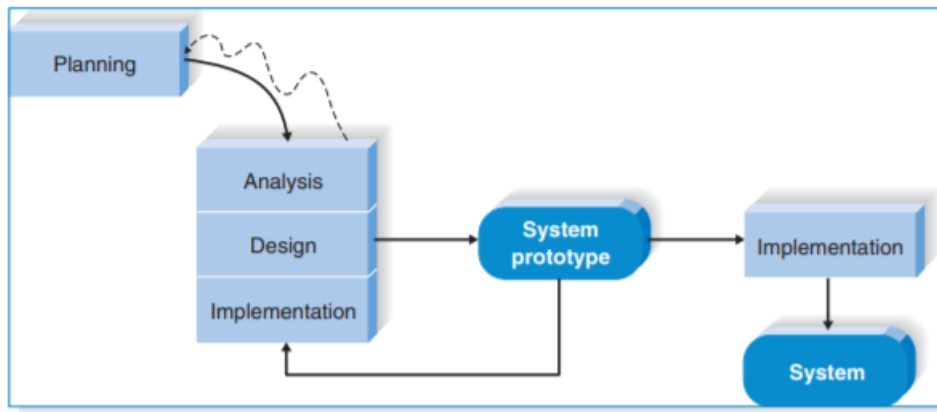 Planning
Analysis
Design
Implementation
System
prototype
Implementation
System